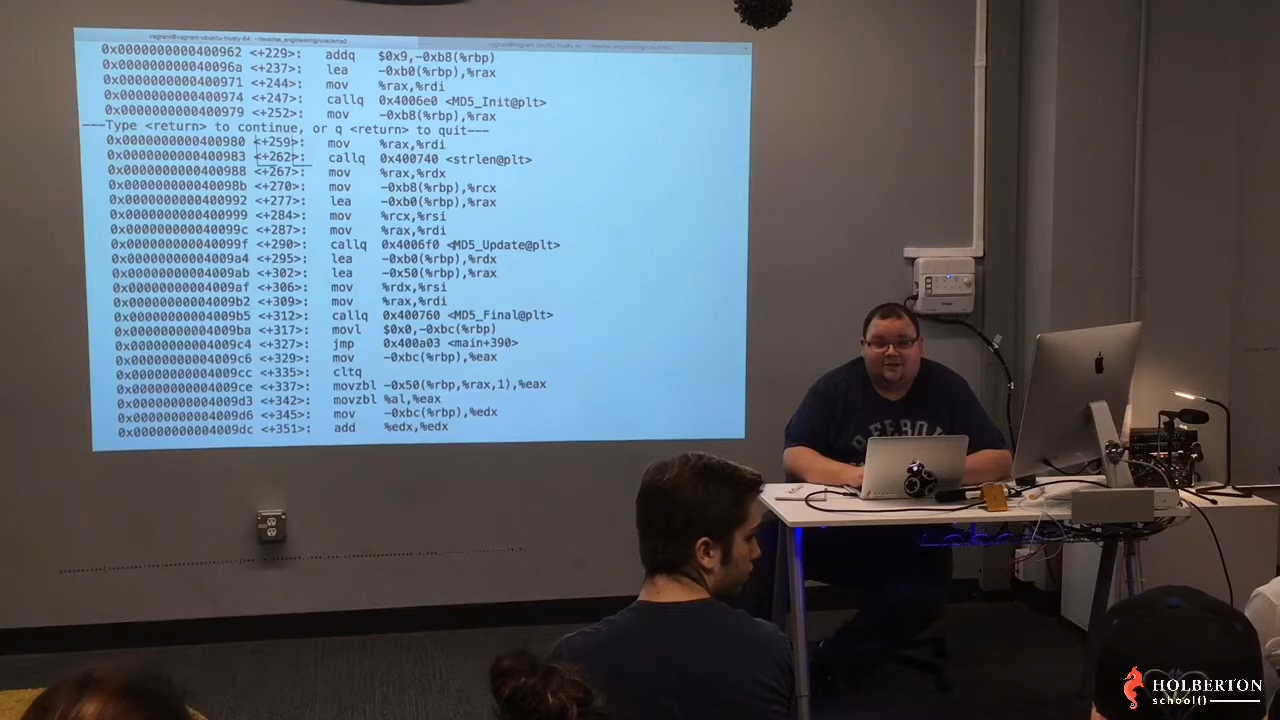 vagrant@vagrant-ubuntu-trusty-64: ~/reverse_engineering/crackme2
0x0000000000400962 <+229>: addq $0x9,-0xb8(%rbp)
0x000000000040096a <+237>: lea -0xb0(%rbp),%rax
0x0000000000400971 <+244>: mov %rax,%rdi
0x0000000000400974 <+247>: callq 0x4006e0 <MD5_Init@plt>
0x0000000000400979 <+252>: mov -0xb8(%rbp),%rax
---Type <return> to continue, or q <return> to quit---
0x0000000000400980 <+259>: mov %rax,%rdi
0x0000000000400983 <+262>: callq 0x400740 <strlen@plt>
0x0000000000400988 <+267>: mov %rax,%rdx
0x000000000040098b <+270>: mov -0xb8(%rbp),%rcx
0x0000000000400992 <+277>: lea -0xb0(%rbp),%rax
0x0000000000400999 <+284>: mov %rcx,%rsi
0x000000000040099c <+287>: mov %rax,%rdi
0x000000000040099f <+290>: callq 0x4006f0 <MD5_Update@plt>
0x00000000004009a4 <+295>: lea -0xb0(%rbp),%rdx
0x00000000004009ab <+302>: lea -0x50(%rbp),%rax
0x00000000004009af <+306>: mov %rdx,%rsi
0x00000000004009b2 <+309>: mov %rax,%rdi
0x00000000004009b5 <+312>: callq 0x400760 <MD5_Final@plt>
0x00000000004009ba <+317>: movl $0x0,-0xbc(%rbp)
0x00000000004009c4 <+327>: jmp 0x400a03 <main+390>
0x00000000004009c6 <+329>: mov -0xbc(%rbp),%eax
0x00000000004009cc <+335>: cltq
0x00000000004009ce <+337>: movzbl -0x50(%rbp,%rax,1),%eax
0x00000000004009d3 <+342>: movzbl %al,%eax
0x00000000004009d6 <+345>: mov -0xbc(%rbp),%edx
0x00000000004009dc <+351>: add %edx,%edx
HOLBERTON
school()